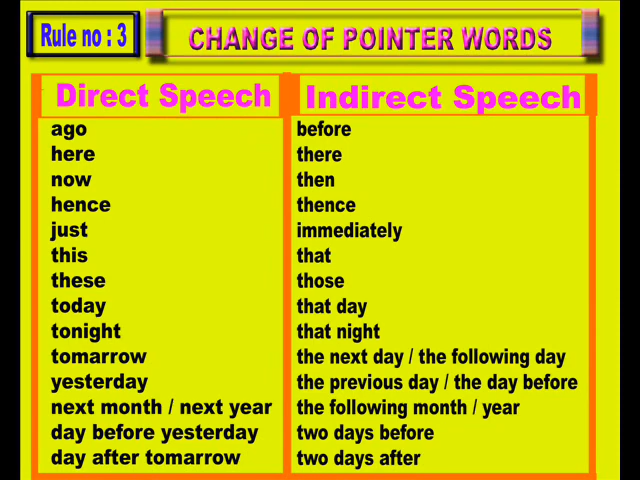 Rule no : 3
CHANGE OF POINTER WORDS
Direct Speech Indirect Speech
ago before
here there
now then
hence thence
just immediately
this that
these those
today that day
tonight that night
tomarrow the next day / the following day
yesterday the previous day / the day before
next month / next year the following month / year
day before yesterday two days before
day after tomarrow two days after